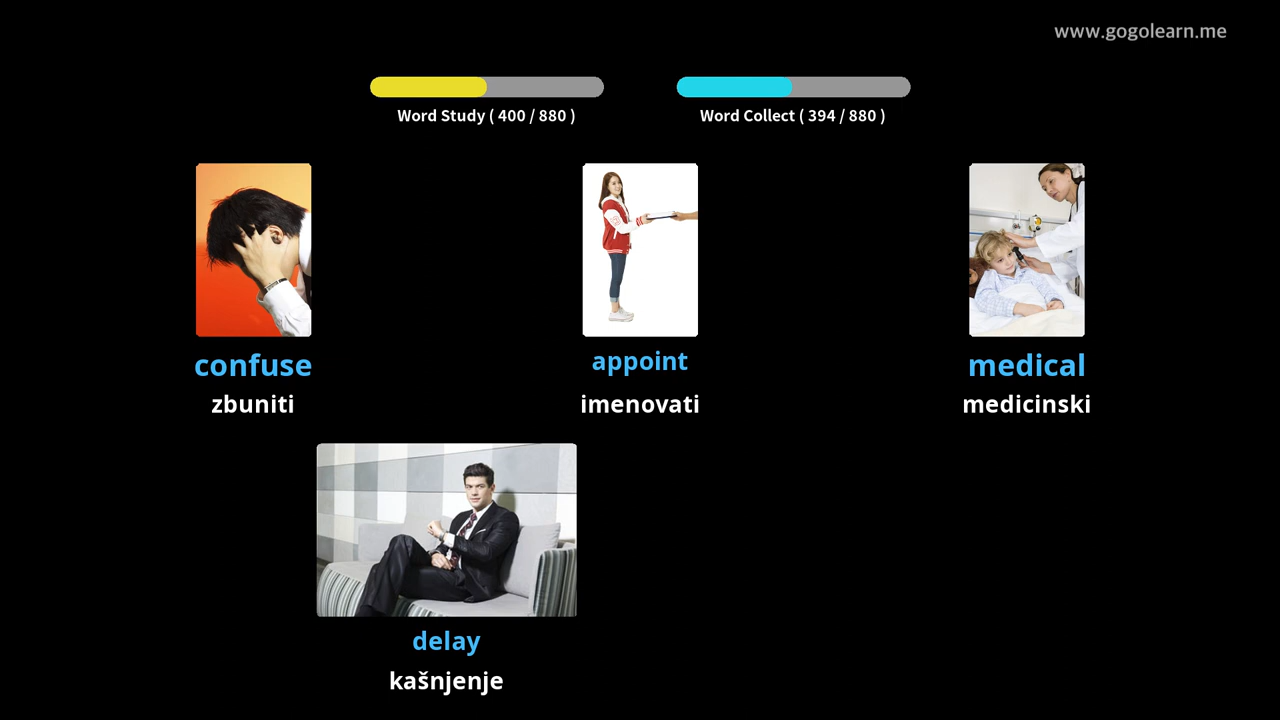 www.gogolearn.me
Word Study ( 400 / 880 )
Word Collect ( 394 / 880 )
confuse
zbuniti
appoint
imenovati
medical
medicinski
delay
kašnjenje